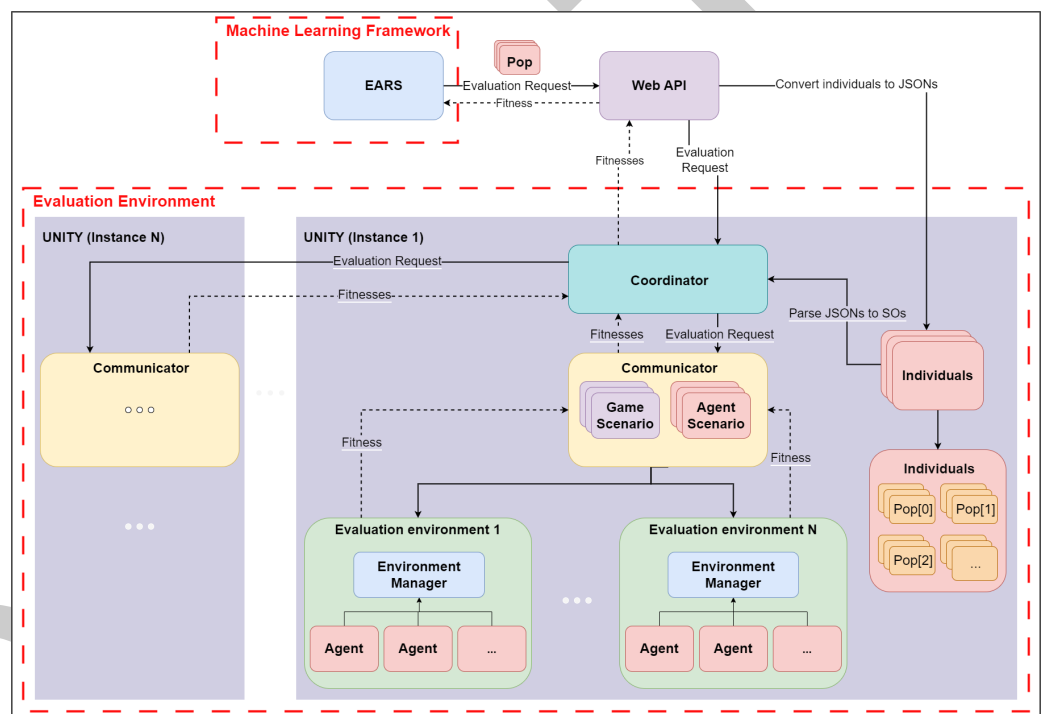 Machine Learning Framework
EARS
Pop
Evaluation Request
Fitness
Web API
Convert individuals to JSONs
Fitnesses
Evaluation
Request
Evaluation Environment
UNITY (Instance N)
UNITY (Instance 1)
Evaluation Request
Fitnesses
Coordinator
Parse JSONs to SOs
Fitnesses
Evaluation Request
Communicator
...
...
Communicator
Game
Scenario
Agent
Scenario
Individuals
Fitness
Fitness
Individuals
Pop[0]
Pop[1]
Pop[2]
...
...
Evaluation environment 1
Environment
Manager
Agent
Agent
...
...
Evaluation environment N
Environment
Manager
Agent
Agent
...